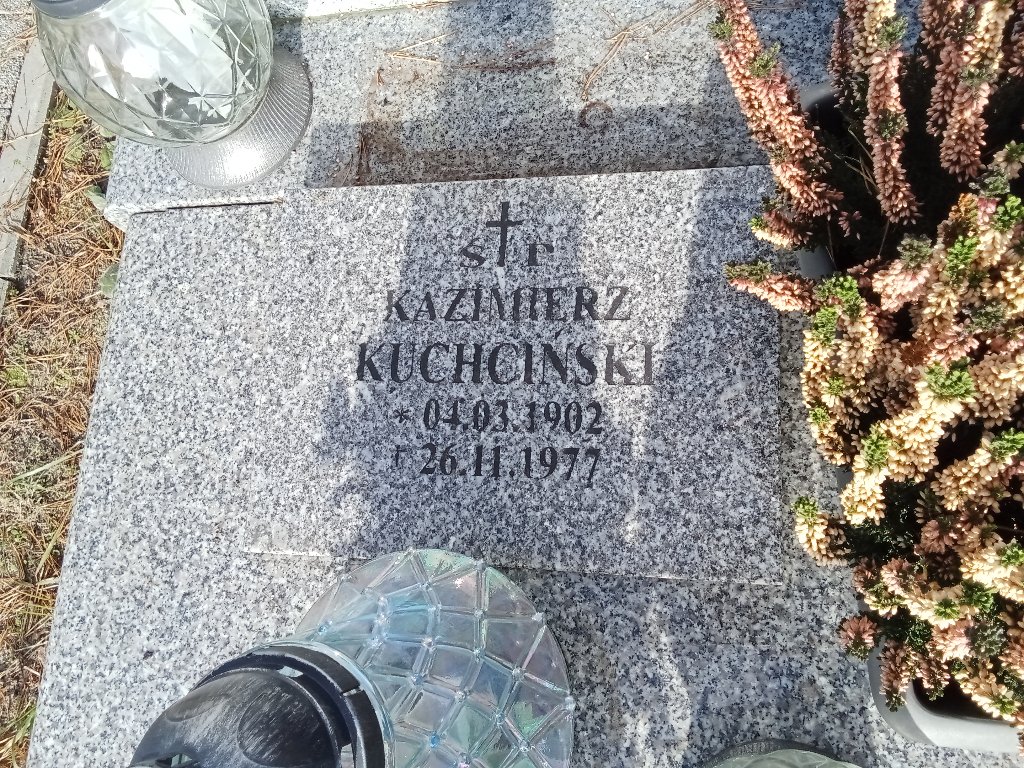 ś † P
KAZIMIERZ
KUCHCIŃSKI
* 04.03.1902
† 26.11.1977